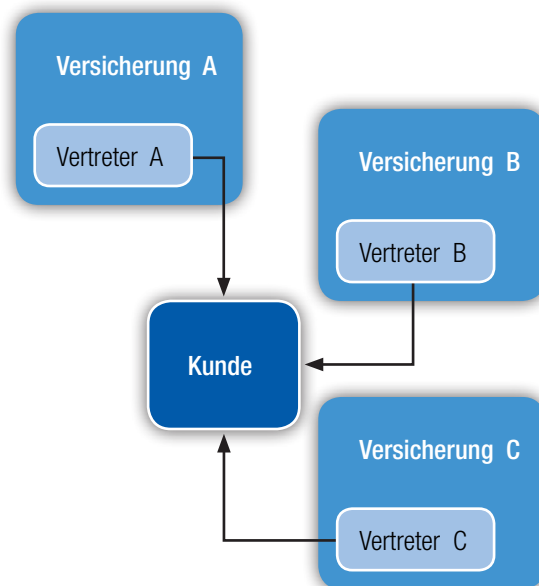 Versicherung A
Vertreter A
Versicherung B
Vertreter B
Kunde
Versicherung C
Vertreter C